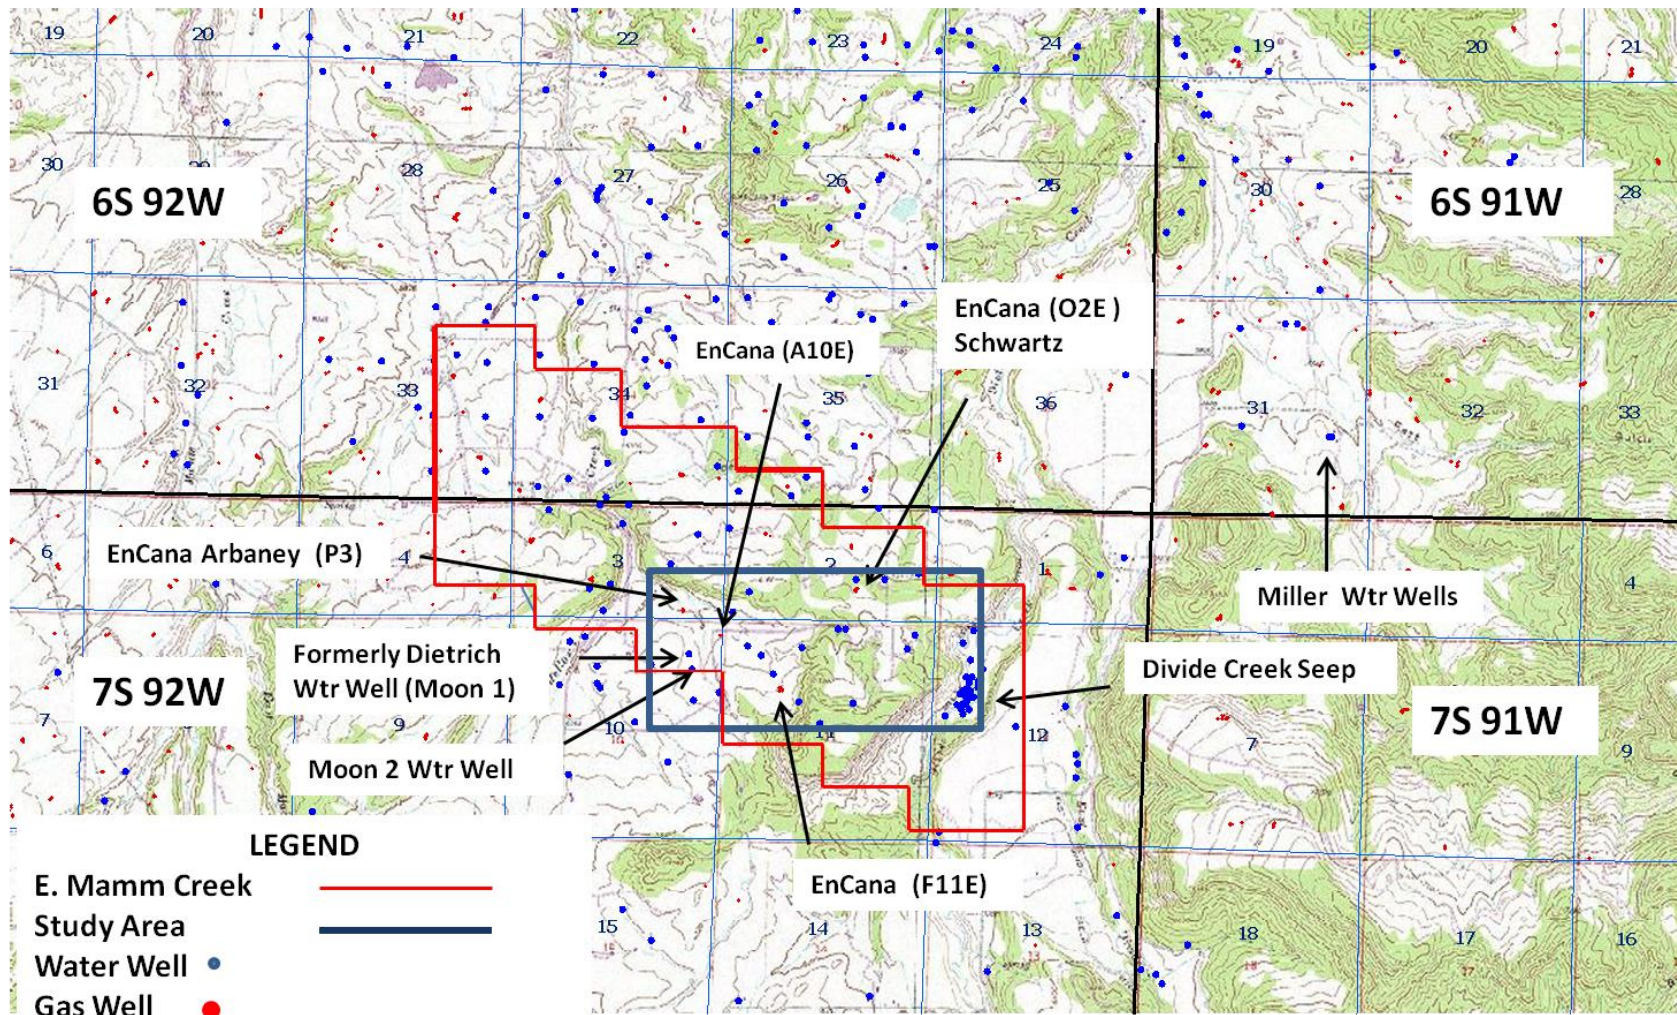 19 20 21 22 23 24 19 20 21
30 28 27 26 25 30 28
6S 92W
6S 91W
EnCana (O2E )
Schwartz
EnCana (A10E)
31 32 33 34 35 36 31 32 33
EnCana Arbaney (P3)
6 4 3 2 1 4
Miller Wtr Wells
Formerly Dietrich
Wtr Well (Moon 1)
Divide Creek Seep
7S 92W
7S 91W
7 9 10 11 12 7 9
Moon 2 Wtr Well
EnCana (F11E)
LEGEND
E. Mamm Creek
Study Area
Water Well
Gas Well
15 14 13 18 17 16